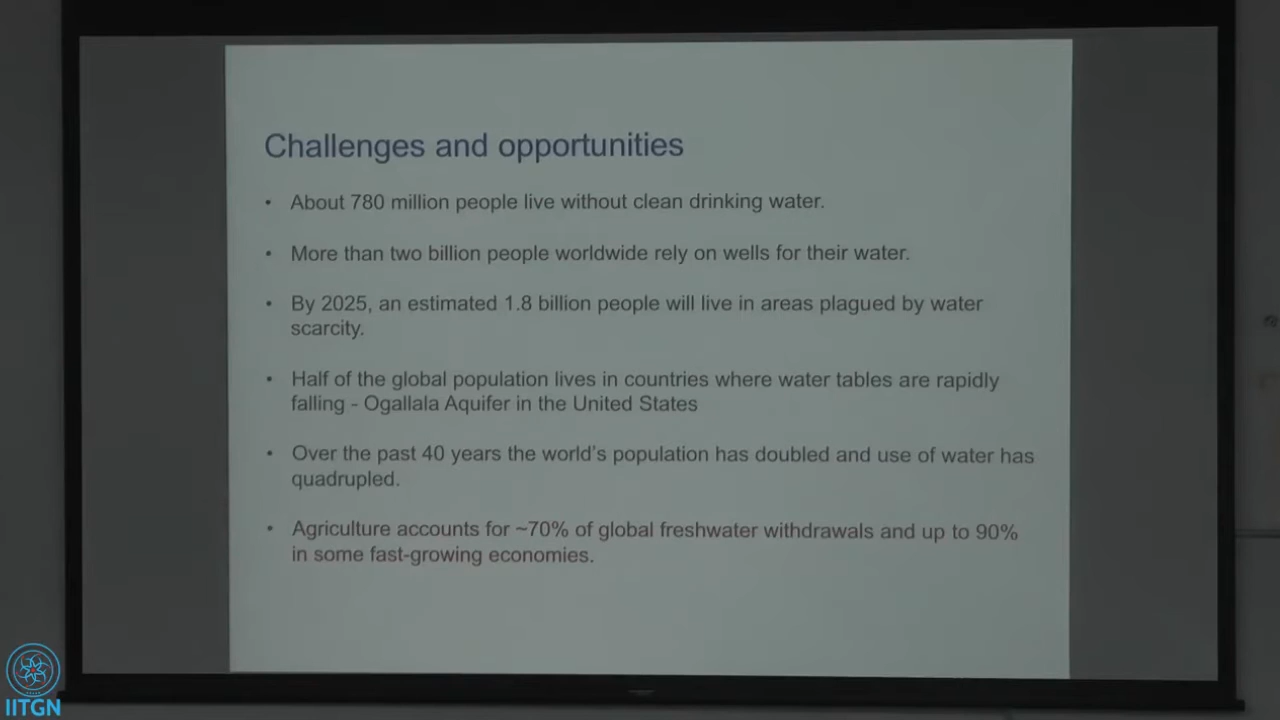 Challenges and opportunities
• About 780 million people live without clean drinking water.
• More than two billion people worldwide rely on wells for their water.
• By 2025, an estimated 1.8 billion people will live in areas plagued by water
scarcity.
• Half of the global population lives in countries where water tables are rapidly
falling - Ogallala Aquifer in the United States
• Over the past 40 years the world's population has doubled and use of water has
quadrupled.
• Agriculture accounts for ~70% of global freshwater withdrawals and up to 90%
in some fast-growing economies.
IITGN